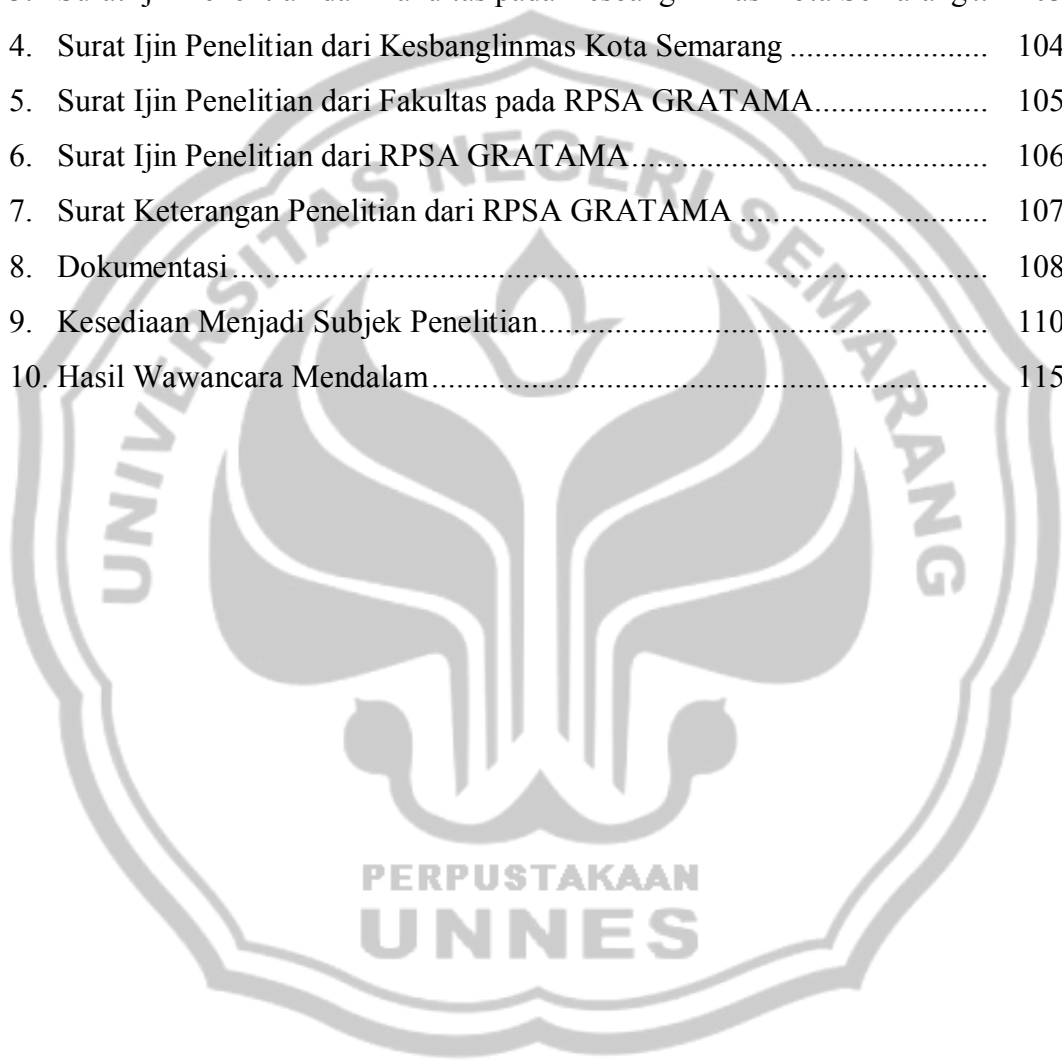 4. Surat Ijin Penelitian dari Kesbanglinmas Kota Semarang ..................... 104
5. Surat Ijin Penelitian dari Fakultas pada RPSA GRATAMA..................... 105
6. Surat Ijin Penelitian dari RPSA GRATAMA........................................... 106
7. Surat Keterangan Penelitian dari RPSA GRATAMA ............................. 107
8. Dokumentasi......................................................................................... 108
9. Kesediaan Menjadi Subjek Penelitian..................................................... 110
10. Hasil Wawancara Mendalam.................................................................. 115
UNIVERSITAS NEGERI SEMARANG
PERPUSTAKAAN
UNNES